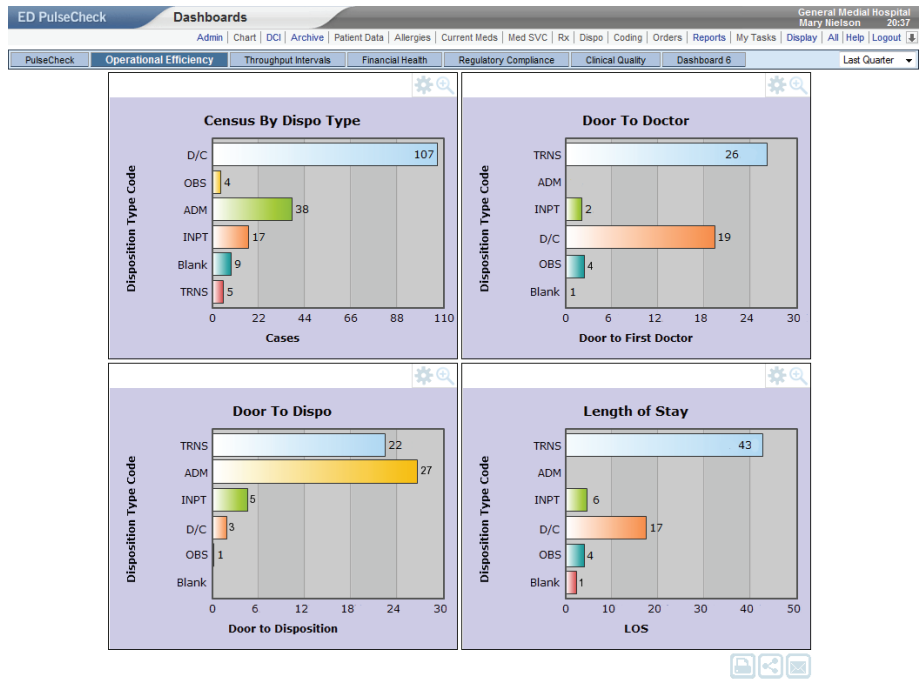 ED PulseCheck Dashboards General Medial Hospital
Mary Nielson 20:37
Admin | Chart | DCI | Archive | Patient Data | Allergies | Current Meds | Med SVC | Rx | Dispo | Coding | Orders | Reports | My Tasks | Display | All | Help | Logout
PulseCheck Operational Efficiency Throughput Intervals Financial Health Regulatory Compliance Clinical Quality Dashboard 6 Last Quarter
Census By Dispo Type
Disposition Type Code
D/C 107
OBS 4
ADM 38
INPT 17
Blank 9
TRNS 5
0 22 44 66 88 110
Cases
Door To Doctor
Disposition Type Code
TRNS 26
ADM
INPT 2
D/C 19
OBS 4
Blank 1
0 6 12 18 24 30
Door to First Doctor
Door To Dispo
Disposition Type Code
TRNS 22
ADM 27
INPT 5
D/C 3
OBS 1
Blank
0 6 12 18 24 30
Door to Disposition
Length of Stay
Disposition Type Code
TRNS 43
ADM
INPT 6
D/C 17
OBS 4
Blank 1
0 10 20 30 40 50
LOS